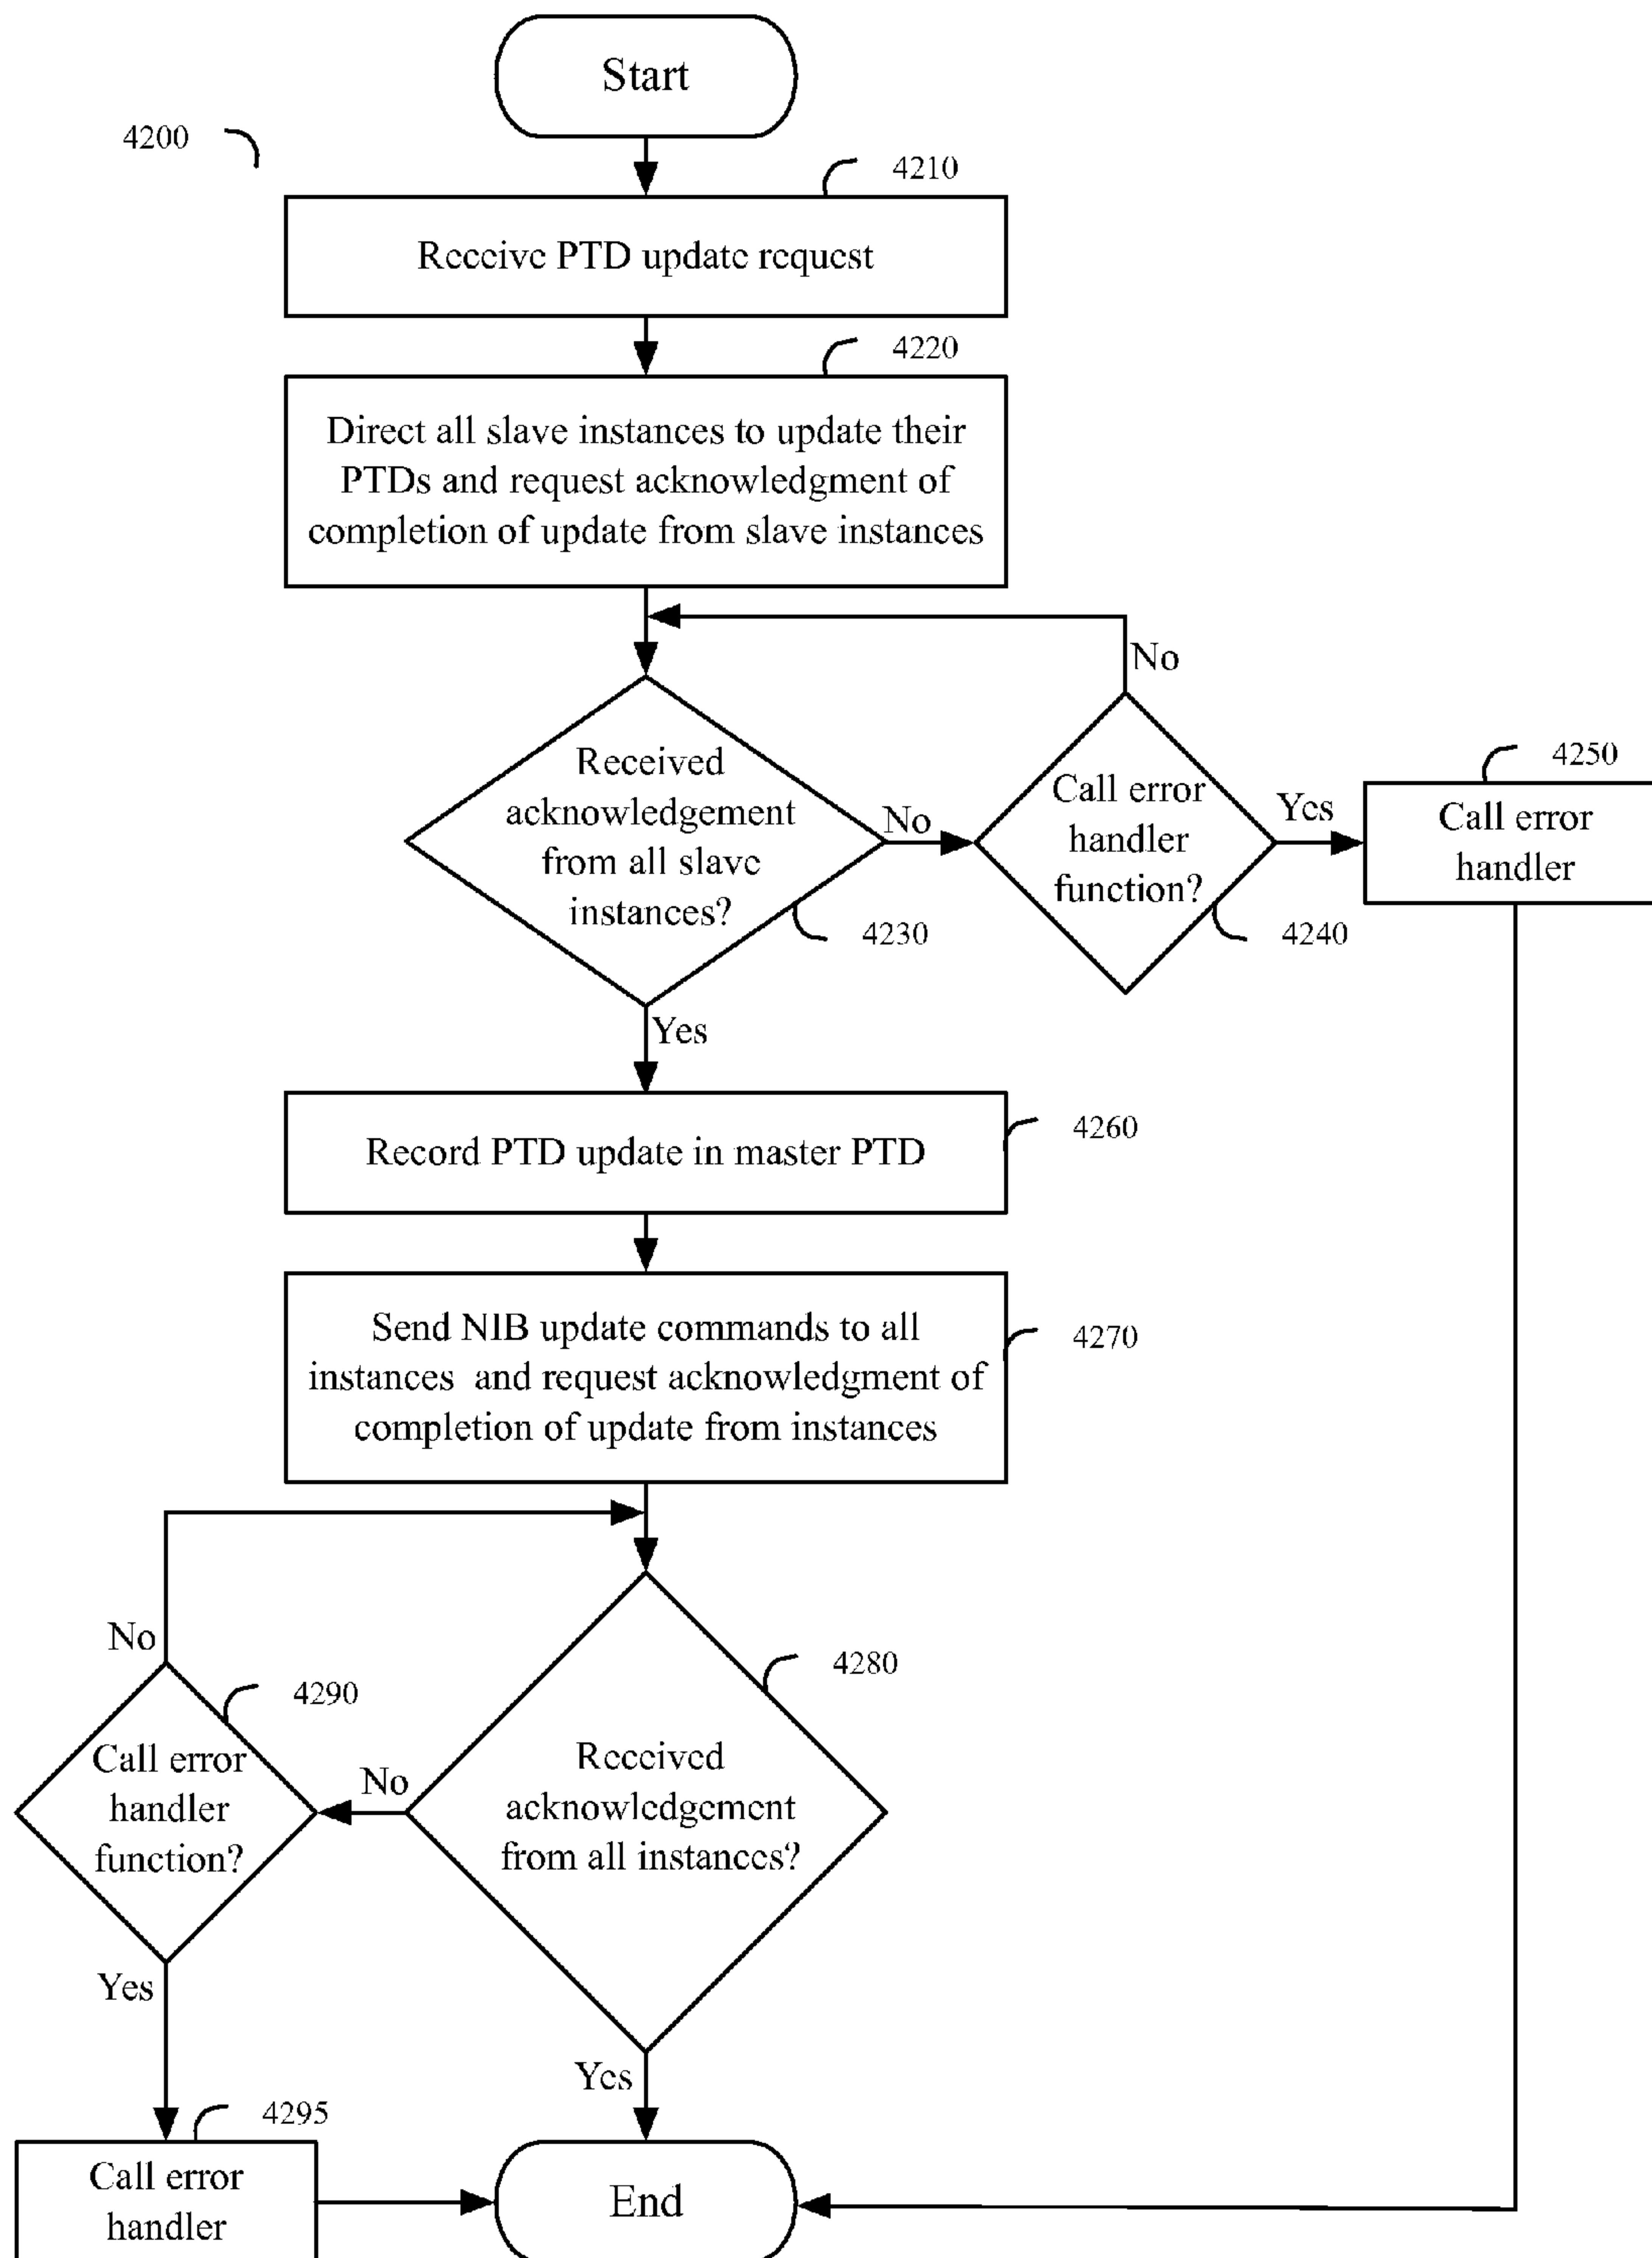 Start
4200
4210
Receive PTD update request
4220
Direct all slave instances to update their
PTDs and request acknowledgment of
completion of update from slave instances
No
Received
acknowledgement
from all slave
instances?
4230
No
Call error
handler
function?
4240
Yes
4250
Call error
handler
Yes
Record PTD update in master PTD
4260
Send NIB update commands to all
instances and request acknowledgment of
completion of update from instances
4270
No
4290
Call error
handler
function?
No
4280
Received
acknowledgement
from all instances?
Yes
Yes
4295
Call error
handler
End